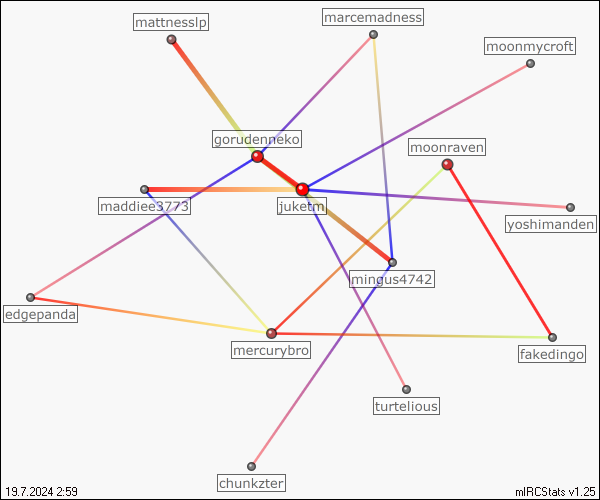 marcemadness
mattnesslp
moonmycroft
gorudenneko
moonraven
maddiee3773
juketm
yoshimanden
mingus4742
edgepanda
mercurybro
fakedingo
turtelious
chunkzter
19.7.2024 2:59
mIRCStats v1.25